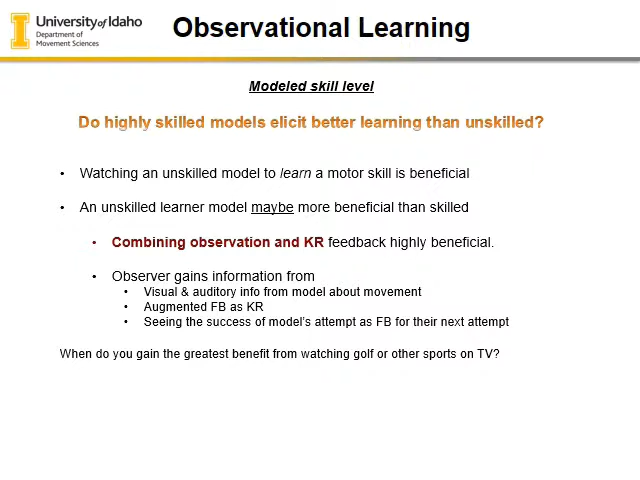 University of Idaho
Department of
Movement Sciences
Observational Learning
Modeled skill level
Do highly skilled models elicit better learning than unskilled?
• Watching an unskilled model to learn a motor skill is beneficial
• An unskilled learner model maybe more beneficial than skilled
• Combining observation and KR feedback highly beneficial.
• Observer gains information from
• Visual & auditory info from model about movement
• Augmented FB as KR
• Seeing the success of model's attempt as FB for their next attempt
When do you gain the greatest benefit from watching golf or other sports on TV?